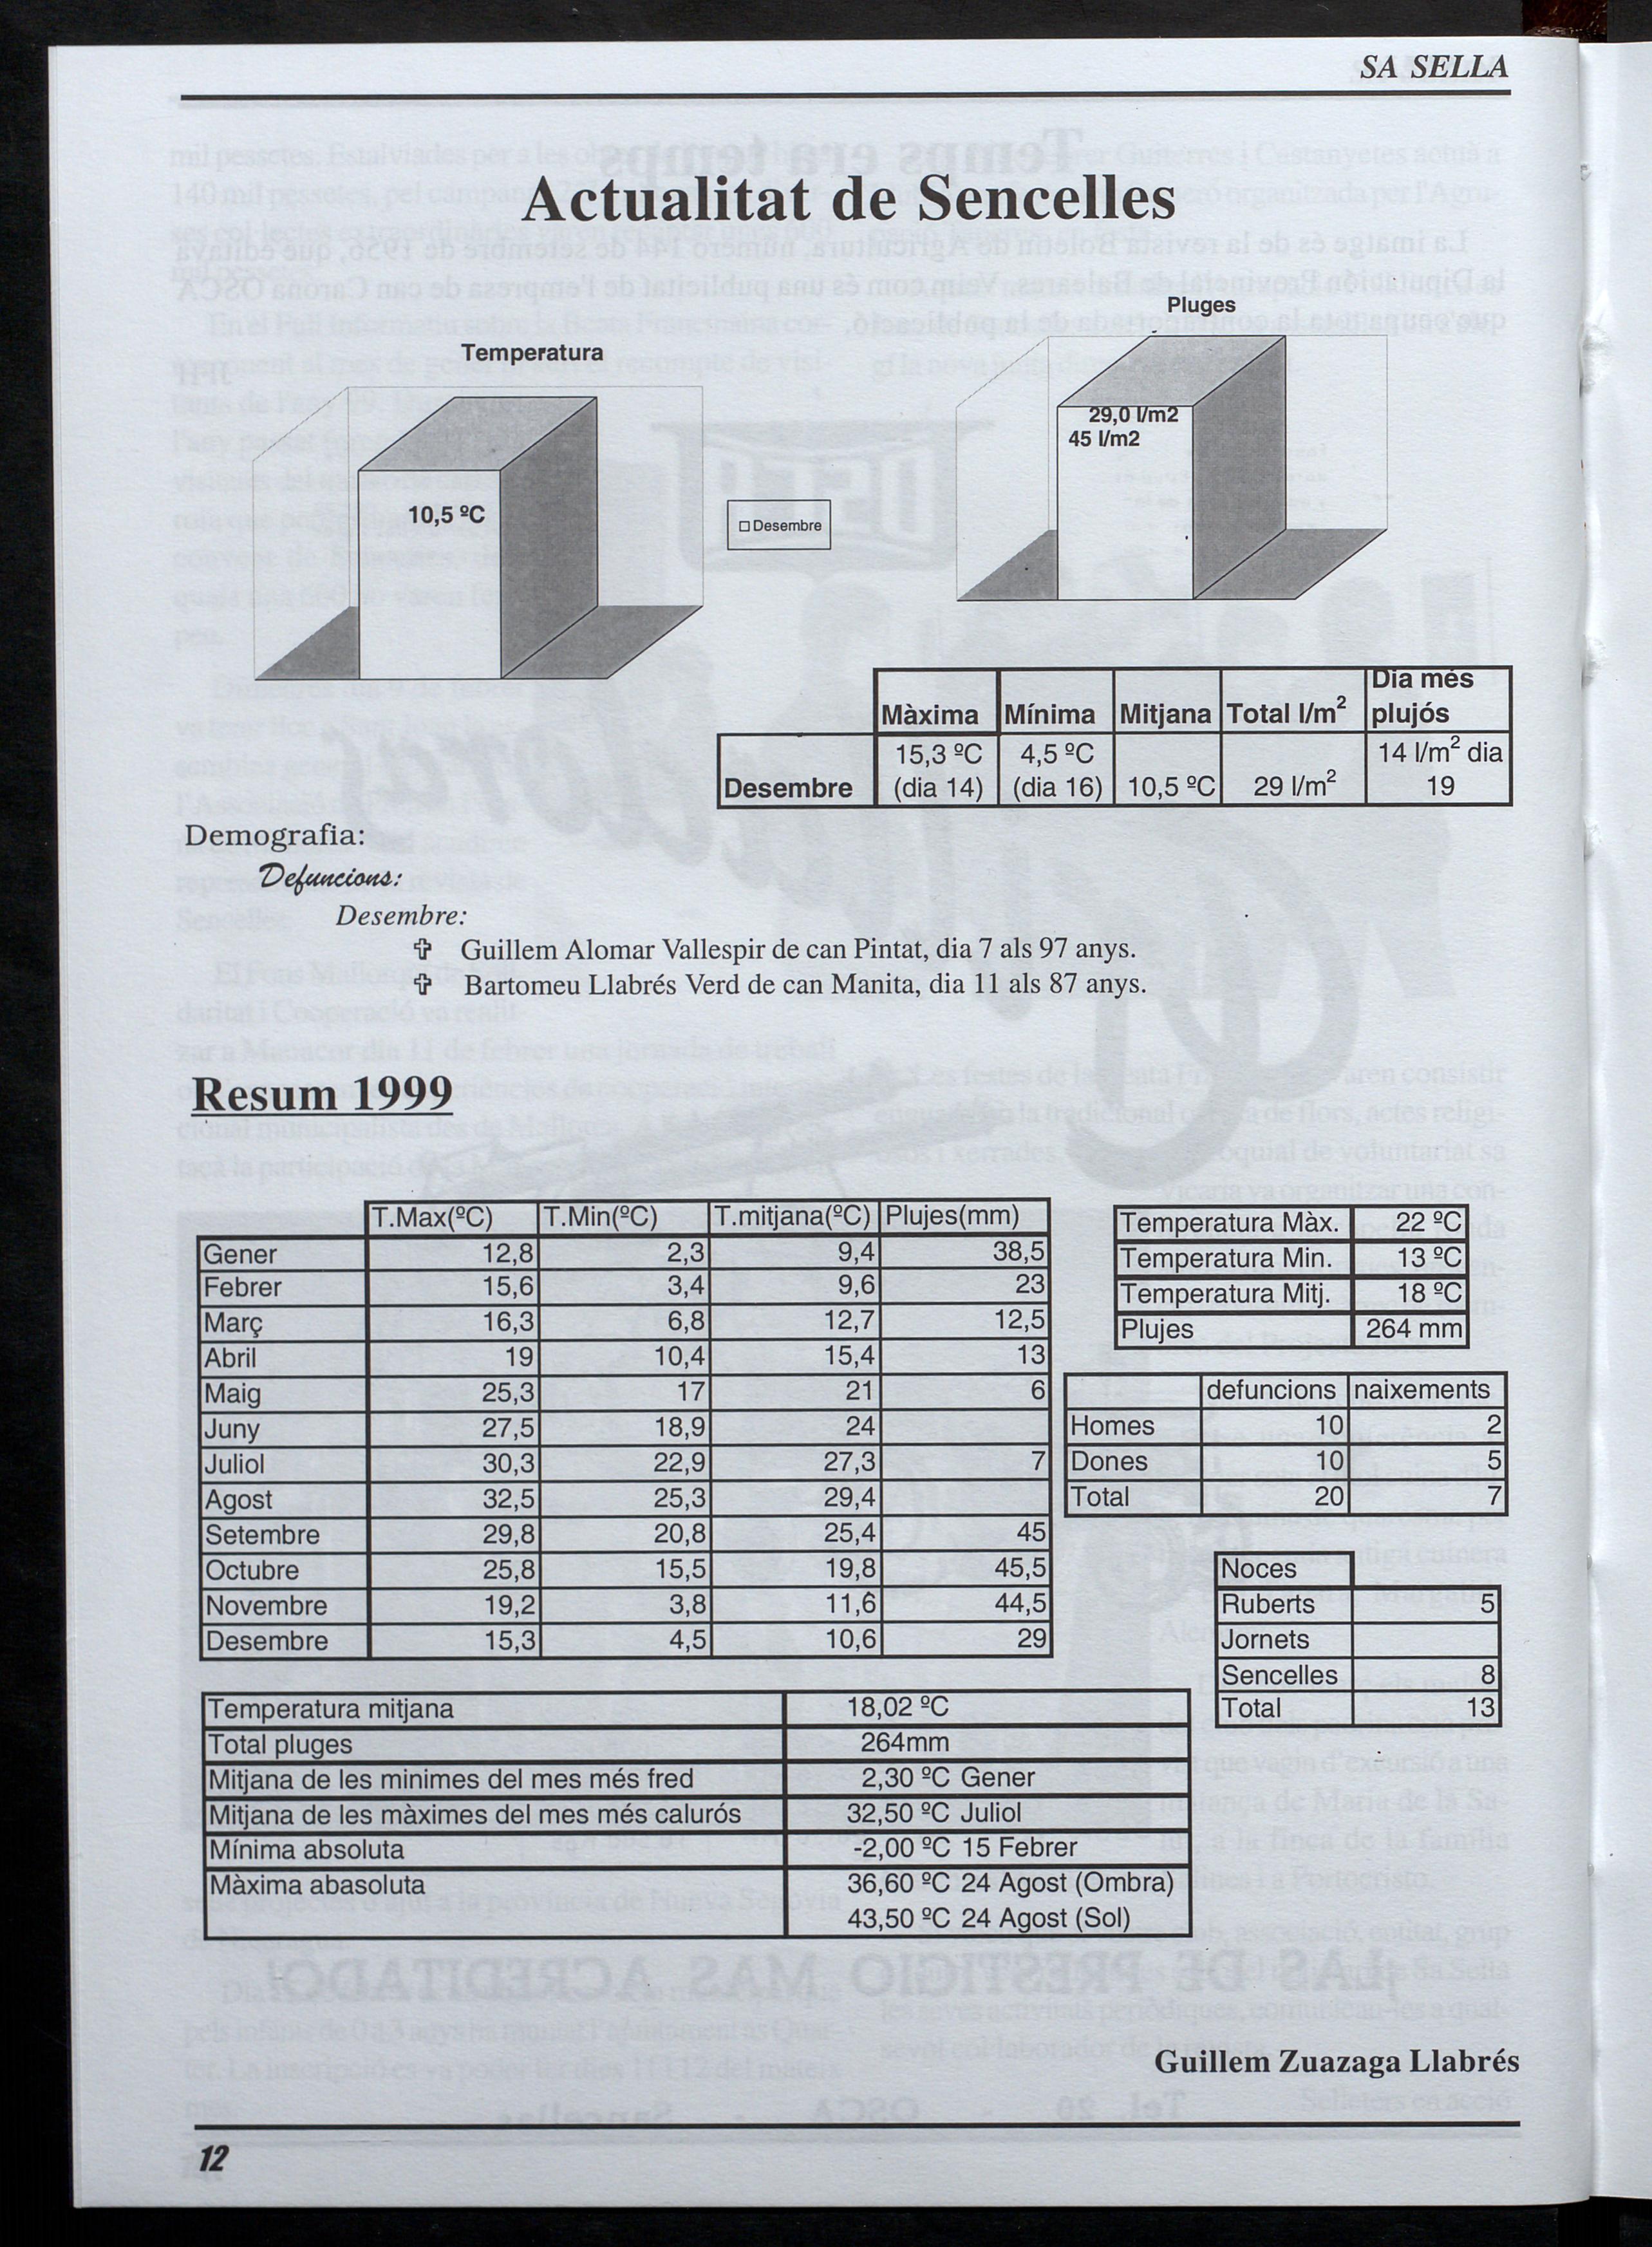 SA SELLA
Actualitat de Sencelles
Temperatura
10,5 ºC
□ Desembre
Pluges
29,0 l/m2
45 l/m2
Màxima Mínima Mitjana Total l/m² Dia més plujós
Desembre 15,3 ºC (dia 14) 4,5 ºC (dia 16) 10,5 ºC 29 l/m² 14 l/m² dia 19
Demografia:
Defuncions:
Desembre:
✞ Guillem Alomar Vallespir de can Pintat, dia 7 als 97 anys.
✞ Bartomeu Llabrés Verd de can Manita, dia 11 als 87 anys.
Resum 1999
T.Max(ºC) T.Min(ºC) T.mitjana(ºC) Plujes(mm)
Gener 12,8 2,3 9,4 38,5
Febrer 15,6 3,4 9,6 23
Març 16,3 6,8 12,7 12,5
Abril 19 10,4 15,4 13
Maig 25,3 17 21 6
Juny 27,5 18,9 24
Juliol 30,3 22,9 27,3 7
Agost 32,5 25,3 29,4
Setembre 29,8 20,8 25,4 45
Octubre 25,8 15,5 19,8 45,5
Novembre 19,2 3,8 11,6 44,5
Desembre 15,3 4,5 10,6 29
Temperatura Màx. 22 ºC
Temperatura Min. 13 ºC
Temperatura Mitj. 18 ºC
Plujes 264 mm
defuncions naixements
Homes 10 2
Dones 10 5
Total 20 7
Noces
Ruberts 5
Jornets
Sencelles 8
Total 13
Temperatura mitjana 18,02 ºC
Total pluges 264mm
Mitjana de les minimes del mes més fred 2,30 ºC Gener
Mitjana de les màximes del mes més calurós 32,50 ºC Juliol
Mínima absoluta -2,00 ºC 15 Febrer
Màxima abasoluta 36,60 ºC 24 Agost (Ombra)
43,50 ºC 24 Agost (Sol)
Guillem Zuazaga Llabrés
12